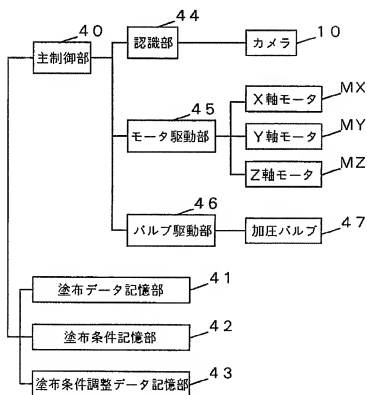 40
主制御部
44
認識部
10
カメラ
45
モータ駆動部
MX
X軸モータ
MY
Y軸モータ
MZ
Z軸モータ
46
バルブ駆動部
47
加圧バルブ
41
塗布データ記憶部
42
塗布条件記憶部
43
塗布条件調整データ記憶部